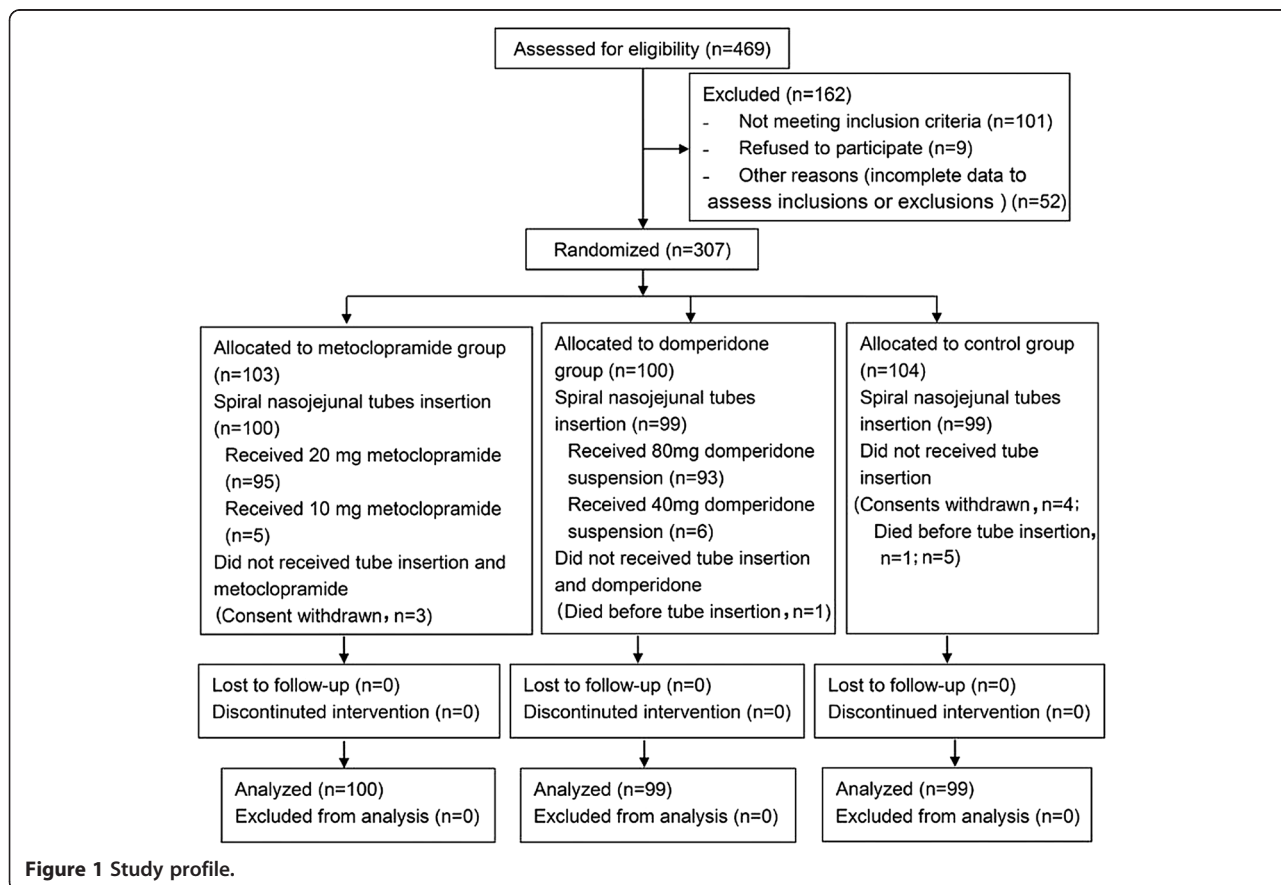 Assessed for eligibility (n=469)
Excluded (n=162)
- Not meeting inclusion criteria (n=101)
- Refused to participate (n=9)
- Other reasons (incomplete data to
assess inclusions or exclusions ) (n=52)
Randomized (n=307)
Allocated to metoclopramide group
(n=103)
Spiral nasojejunal tubes insertion
(n=100)
Received 20 mg metoclopramide
(n=95)
Received 10 mg metoclopramide
(n=5)
Did not received tube insertion and
metoclopramide
(Consent withdrawn, n=3)
Allocated to domperidone
group (n=100)
Spiral nasojejunal tubes
insertion (n=99)
Received 80mg domperidone
suspension (n=93)
Received 40mg domperidone
suspension (n=6)
Did not received tube insertion
and domperidone
(Died before tube insertion, n=1)
Allocated to control group
(n=104)
Spiral nasojejunal tubes
insertion (n=99)
Did not received tube
insertion
(Consents withdrawn, n=4;
Died before tube insertion,
n=1; n=5)
Lost to follow-up (n=0)
Discontinuted intervention (n=0)
Lost to follow-up (n=0)
Discontinuted intervention (n=0)
Lost to follow-up (n=0)
Discontinued intervention (n=0)
Analyzed (n=100)
Excluded from analysis (n=0)
Analyzed (n=99)
Excluded from analysis (n=0)
Analyzed (n=99)
Excluded from analysis (n=0)
Figure 1 Study profile.